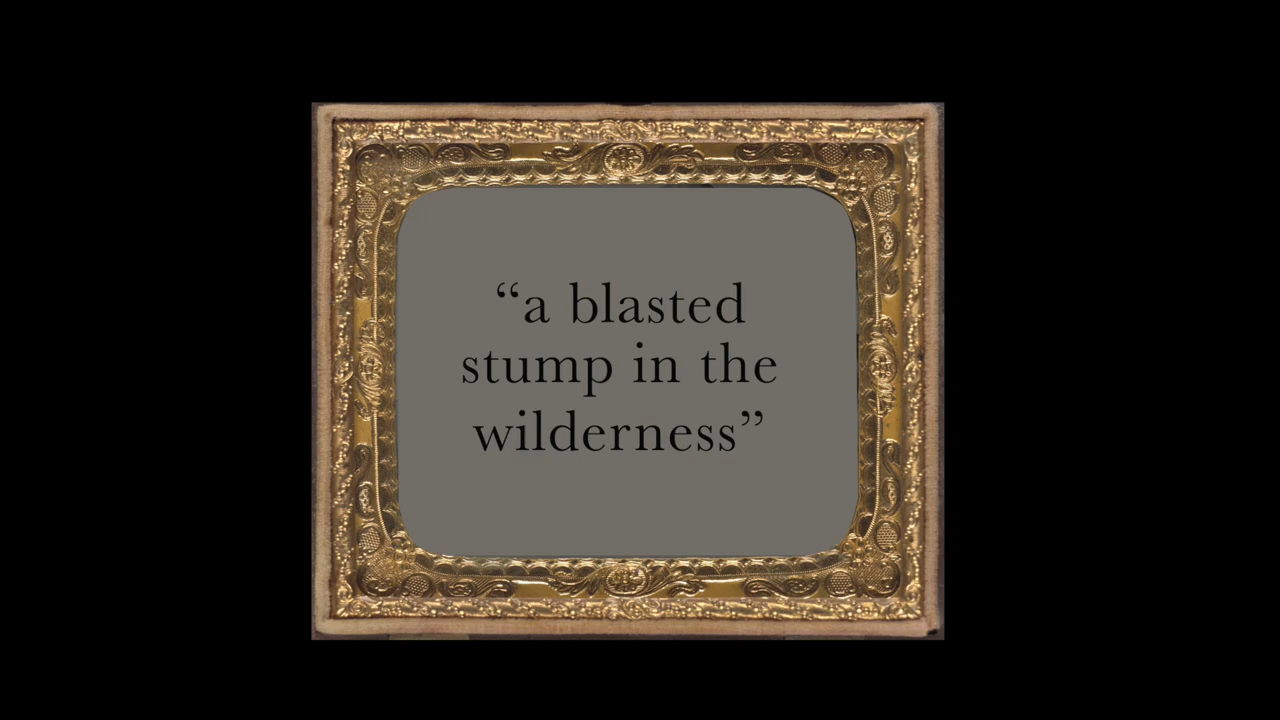 “a blasted
stump in the
wilderness”